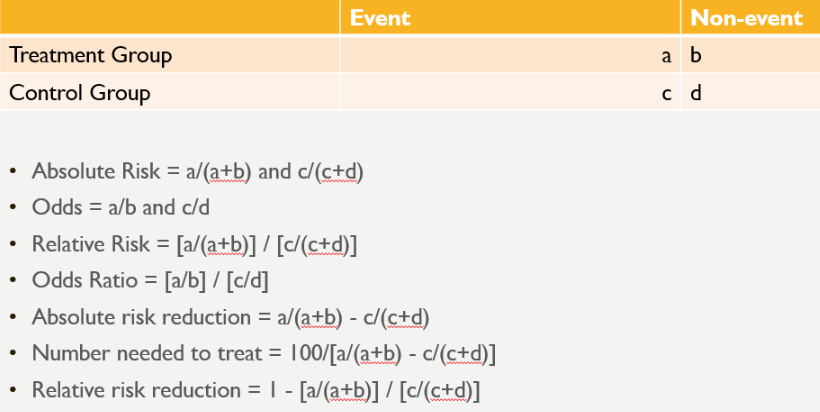 Event Non-event
Treatment Group a b
Control Group c d
• Absolute Risk = a/(a+b) and c/(c+d)
• Odds = a/b and c/d
• Relative Risk = [a/(a+b)] / [c/(c+d)]
• Odds Ratio = [a/b] / [c/d]
• Absolute risk reduction = a/(a+b) - c/(c+d)
• Number needed to treat = 100/[a/(a+b) - c/(c+d)]
• Relative risk reduction = 1 - [a/(a+b)] / [c/(c+d)]